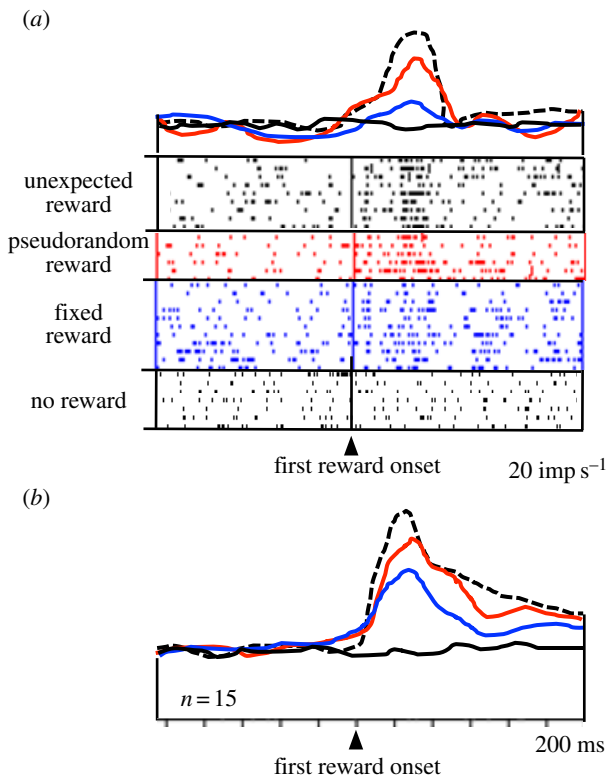 (a)
unexpected
reward
pseudorandom
reward
fixed
reward
no reward
first reward onset
20 imp s⁻¹
(b)
n = 15
200 ms
first reward onset